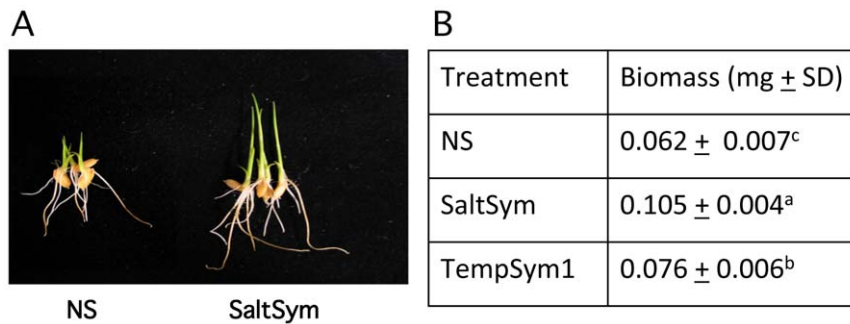 A
NS
SaltSym
B
Treatment Biomass (mg ± SD)
NS 0.062 ± 0.007ᶜ
SaltSym 0.105 ± 0.004ᵃ
TempSym1 0.076 ± 0.006ᵇ